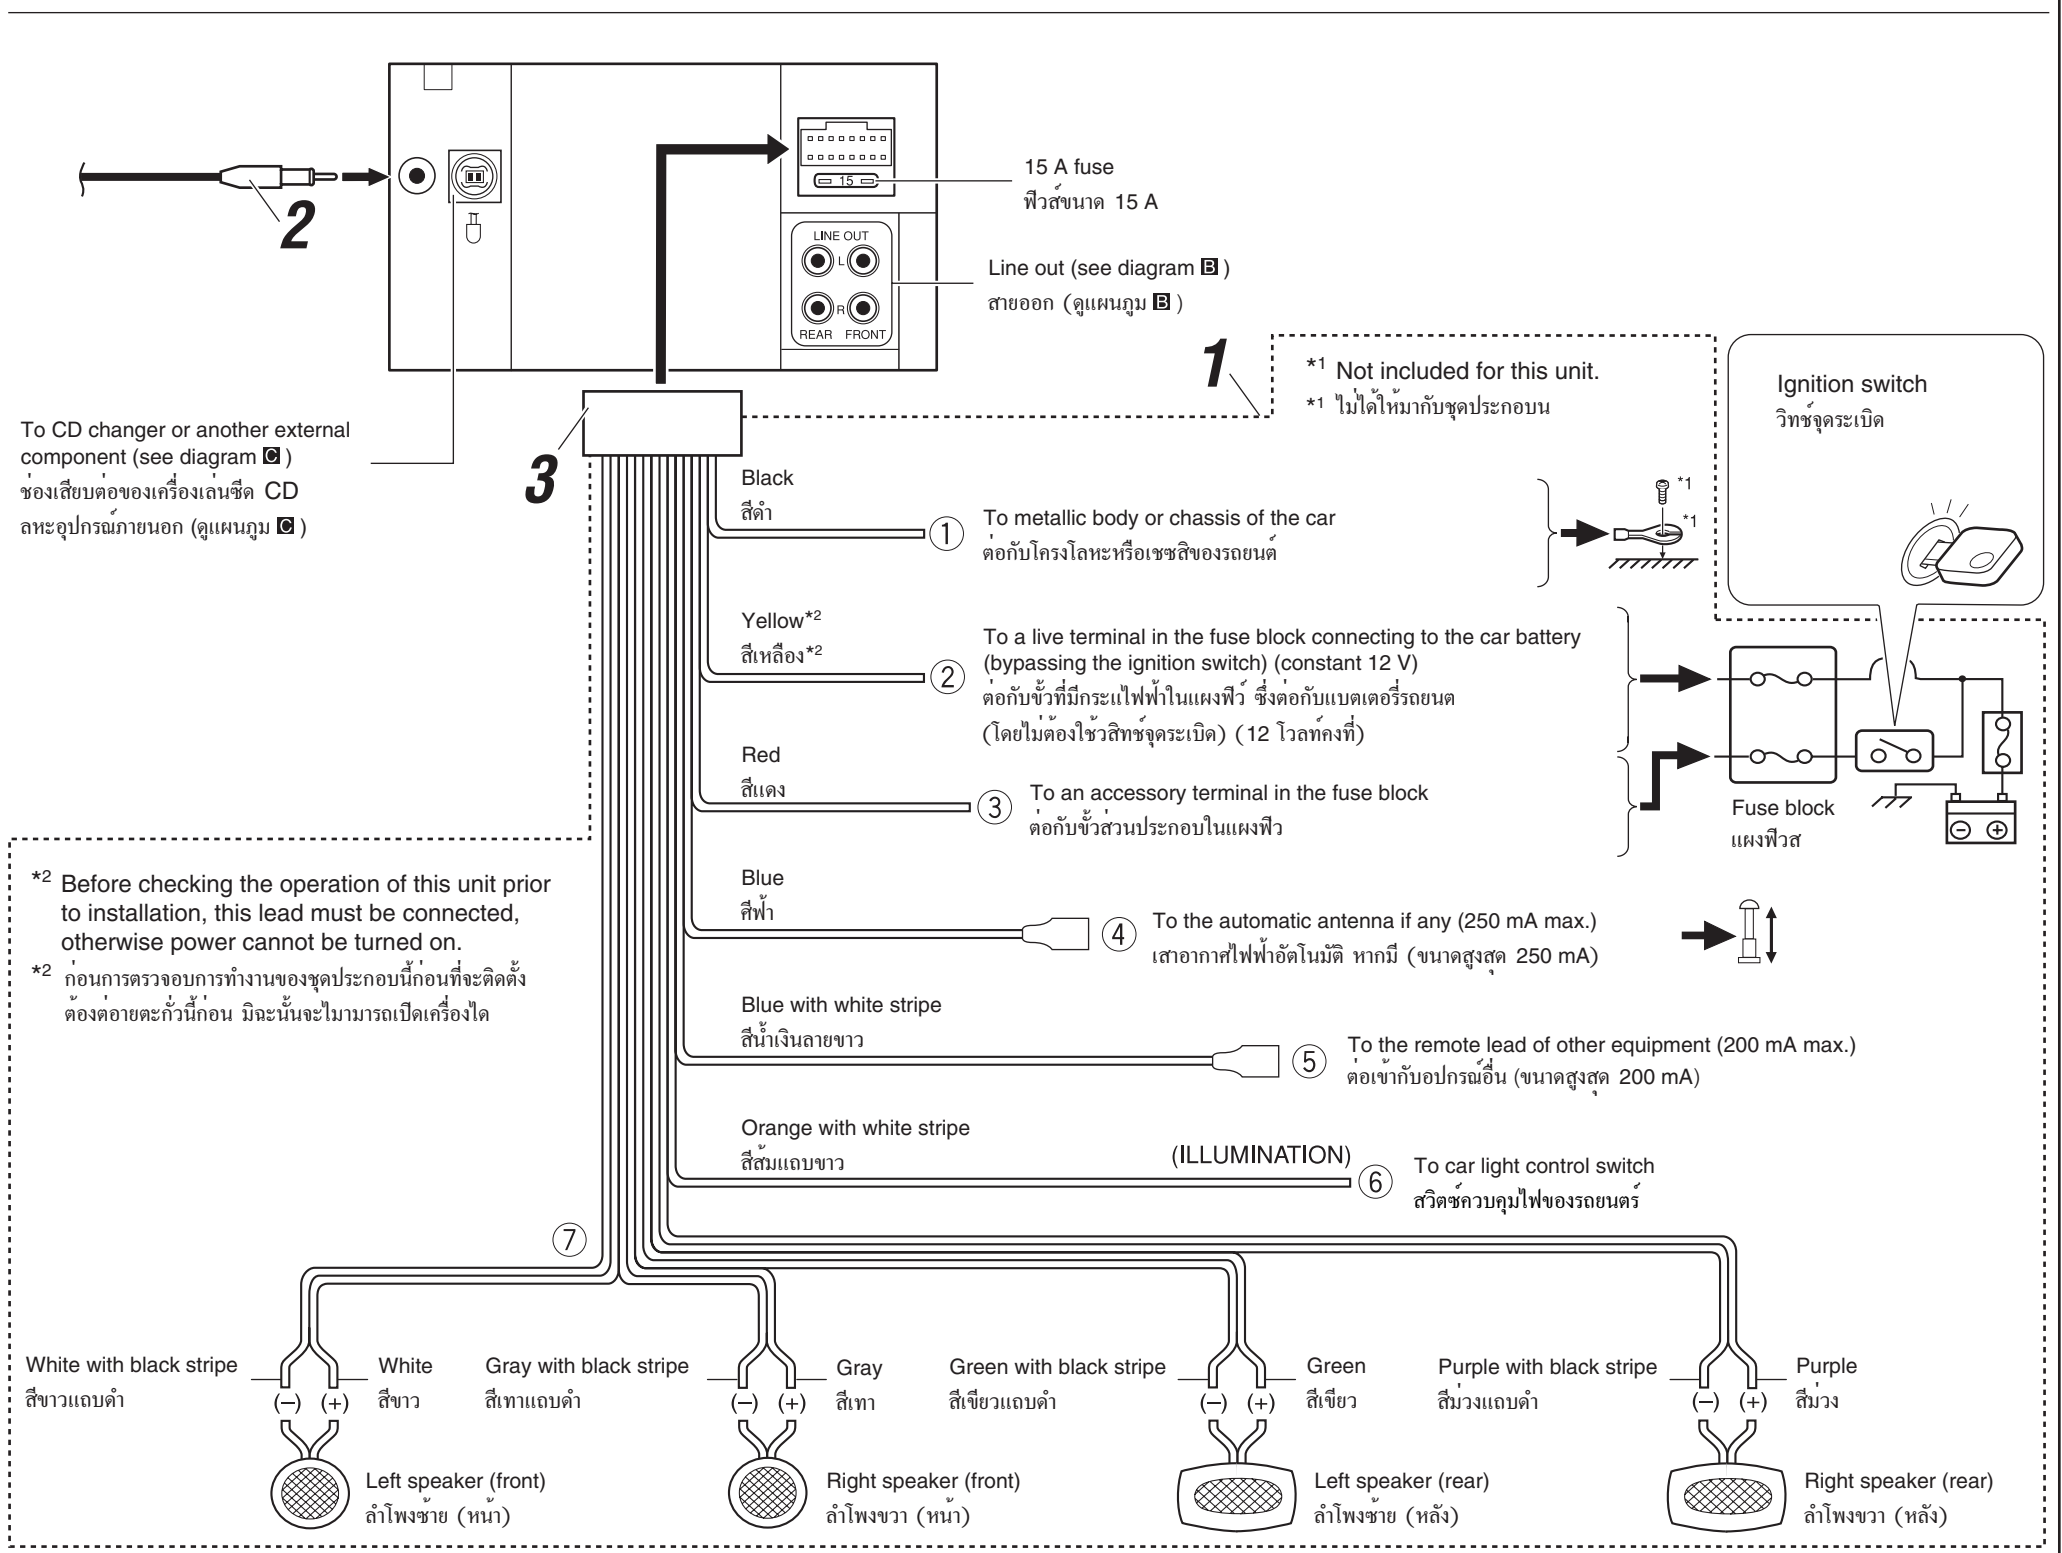 15 A fuse
ฟิวส์ขนาด 15 A
15
LINE OUT
L
R
REAR FRONT
Line out (see diagram B )
สายออก (ดูแผนภูม B )
2
To CD changer or another external
component (see diagram C )
ช่องเสียบต่อของเครื่องเล่นซีด CD
ลหะอุปกรณ์ภายนอก (ดูแผนภูม C )
1
*1 Not included for this unit.
*1 ไม่ได้ให้มากับชุดประกอบน
Ignition switch
วิทช์จุดระเบิด
3
Black
สีดำ
① To metallic body or chassis of the car
ต่อกับโครงโลหะหรือเชซสิของรถยนต์
*1
*1
Yellow*2
สีเหลือง*2
② To a live terminal in the fuse block connecting to the car battery
(bypassing the ignition switch) (constant 12 V)
ต่อกับขั้วที่มีกระแไฟฟ้าในแผงฟิว์ ซึ่งต่อกับแบตเตอรี่รถยนต
(โดยไม่ต้องใช้วสิทช์จุดระเบิด) (12 โวลท์คงที่)
Red
สีแดง
③ To an accessory terminal in the fuse block
ต่อกับขั้วส่วนประกอบในแผงฟิว
Fuse block
แผงฟิวส
*2 Before checking the operation of this unit prior
to installation, this lead must be connected,
otherwise power cannot be turned on.
*2 ก่อนการตรวจอบการทำงานของชุดประกอบนี้ก่อนที่จะติดตั้ง
ต้องต่อายตะกั่วนี้ก่อน มิฉะนั้นจะไมามารถเปิดเครื่องได
Blue
ศีฟ้า
④ To the automatic antenna if any (250 mA max.)
เสาอากาศไฟฟ้าอัตโนมัติ หากมี (ขนาดสูงสุด 250 mA)
Blue with white stripe
สีน้ำเงินลายขาว
⑤ To the remote lead of other equipment (200 mA max.)
ต่อเข้ากับอปกรณ์อื่น (ขนาดสูงสุด 200 mA)
Orange with white stripe
สีส้มแถบขาว
(ILLUMINATION)
⑥ To car light control switch
สวิตซ์ควบคุมไฟของรถยนตร์
⑦
White with black stripe
สีขาวแถบดำ
(−) (+)
White
สีขาว
Gray with black stripe
สีเทาแถบดำ
(−) (+)
Gray
สีเทา
Green with black stripe
สีเขียวแถบดำ
(−) (+)
Green
สีเขียว
Purple with black stripe
สีม่วงแถบดำ
(−) (+)
Purple
สีม่วง
Left speaker (front)
ลำโพงซ้าย (หน้า)
Right speaker (front)
ลำโพงขวา (หน้า)
Left speaker (rear)
ลำโพงซ้าย (หลัง)
Right speaker (rear)
ลำโพงขวา (หลัง)